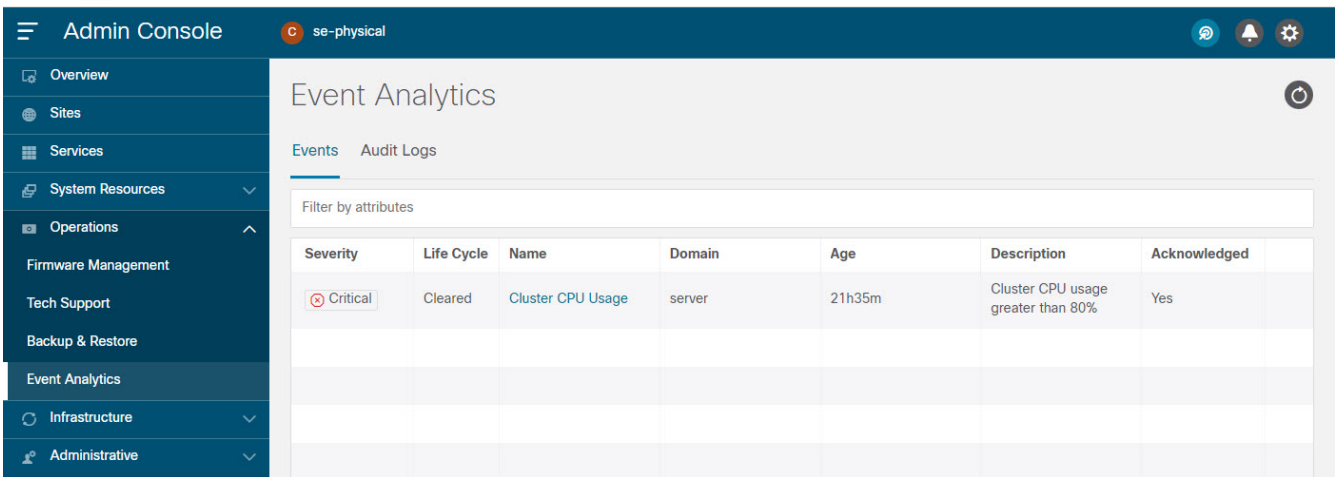 Admin Console
C se-physical
Overview
Sites
Services
System Resources
Operations
Firmware Management
Tech Support
Backup & Restore
Event Analytics
Infrastructure
Administrative
Event Analytics
Events Audit Logs
Filter by attributes
Severity Life Cycle Name Domain Age Description Acknowledged
Critical Cleared Cluster CPU Usage server 21h35m Cluster CPU usage Yes
greater than 80%